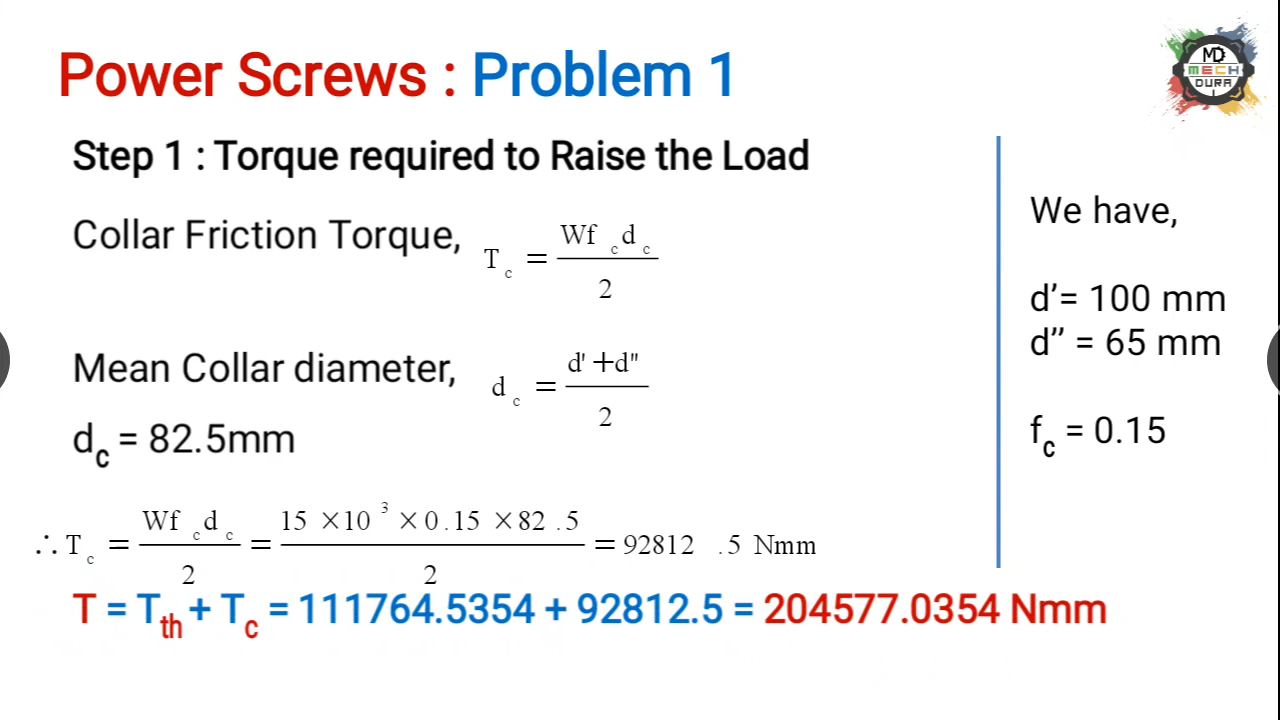 Power Screws : Problem 1
MD
MECH
DURA
Step 1 : Torque required to Raise the Load
Collar Friction Torque, T_c = Wf_c d_c / 2
Mean Collar diameter, d_c = d' + d" / 2
d_c = 82.5mm
∴ T_c = Wf_c d_c / 2 = 15 × 10^3 × 0.15 × 82.5 / 2 = 92812.5 Nmm
T = T_th + T_c = 111764.5354 + 92812.5 = 204577.0354 Nmm
We have,
d’= 100 mm
d’’ = 65 mm
f_c = 0.15